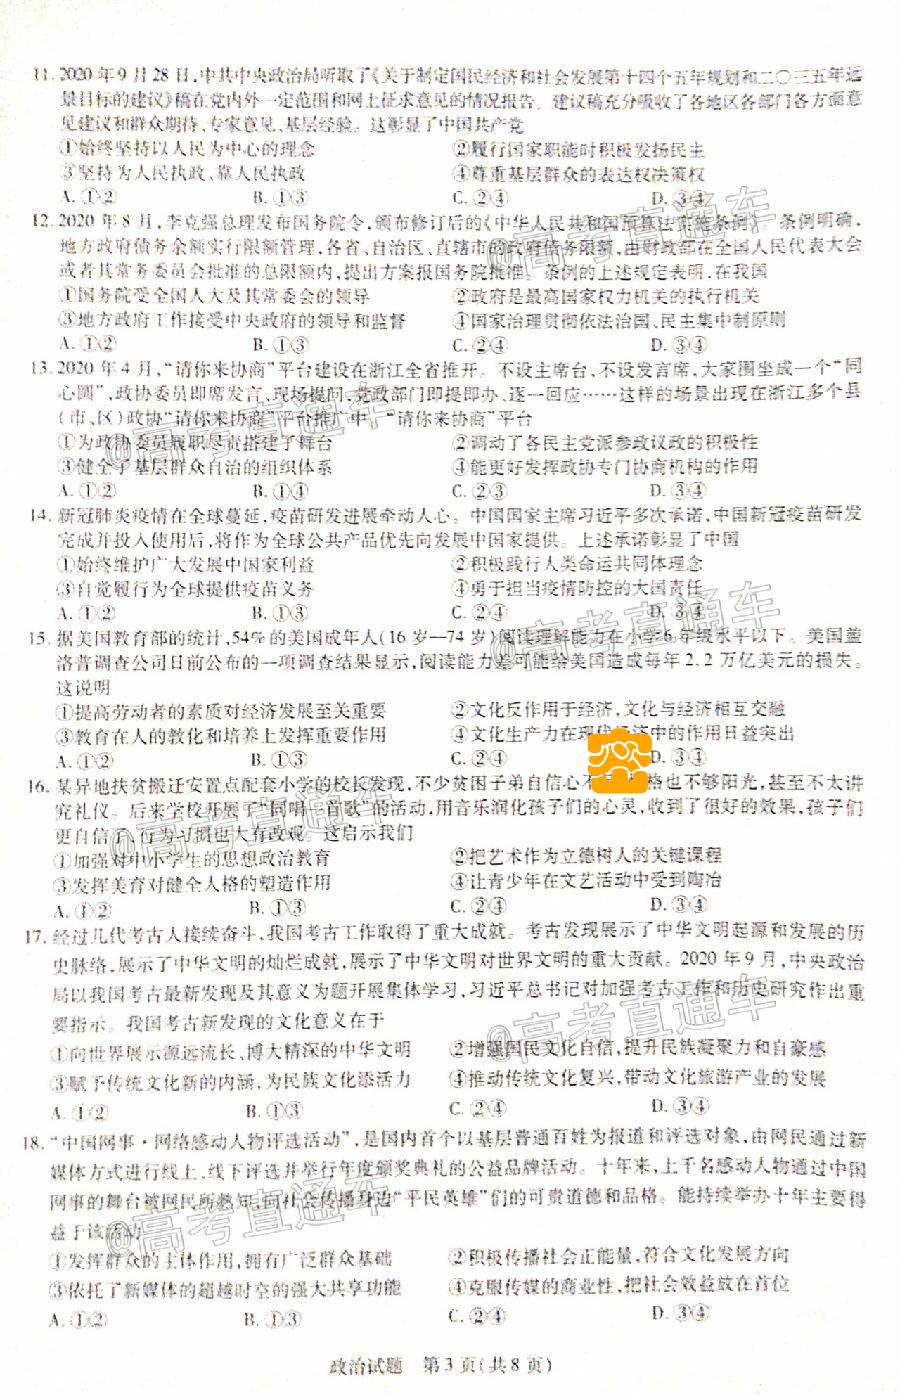 11. 2020 年 9 月 28 日,中共中央政治局听取了《关于制定国民经济和社会发展第十四个五年规划和二〇三五年远
景目标的建议》稿在党内外一定范围和网上征求意见的情况报告。建议稿充分吸收了各地区各部门各方面意
见建议和群众期待、专家意见、基层经验。这彰显了中国共产党
①始终坚持以人民为中心的理念 ②履行国家职能时积极发扬民主
③坚持为人民执政、靠人民执政 ④尊重基层群众的表达权决策权
A. ①② B. ①③ C. ②④ D. ③④
12. 2020 年 8 月,李克强总理发布国务院令,颁布修订后的《中华人民共和国预算法实施条例》。条例明确,
地方政府债务余额实行限额管理,各省、自治区、直辖市的政府债务限额,由财政部在全国人民代表大会
或者其常务委员会批准的总限额内,提出方案报国务院批准。条例的上述规定表明,在我国
①国务院受全国人大及其常委会的领导 ②政府是最高国家权力机关的执行机关
③地方政府工作接受中央政府的领导和监督 ④国家治理贯彻依法治国、民主集中制原则
A. ①② B. ①③ C. ②④ D. ③④
13. 2020 年 4 月,“请你来协商”平台建设在浙江全省推开。不设主席台,不设发言席,大家围坐成一个“同
心圆”,政协委员即席发言,现场提问,党政部门即提即办、逐一回应……这样的场景出现在浙江多个县
(市、区)政协“请你来协商”平台推广中。“请你来协商”平台
①为政协委员履职尽责搭建了舞台 ②调动了各民主党派参政议政的积极性
③健全了基层群众自治的组织体系 ④能更好发挥政协专门协商机构的作用
A. ①② B. ①④ C. ②③ D. ③④
14. 新冠肺炎疫情在全球蔓延,疫苗研发进展牵动人心。中国国家主席习近平多次承诺,中国新冠疫苗研发
完成并投入使用后,将作为全球公共产品优先向发展中国家提供。上述承诺彰显了中国
①始终维护广大发展中国家利益 ②积极践行人类命运共同体理念
③自觉履行为全球提供疫苗义务 ④勇于担当疫情防控的大国责任
A. ①② B. ①③ C. ②④ D. ③④
15. 据美国教育部的统计,54%的美国成年人(16 岁—74 岁)阅读理解能力在小学6年级水平以下。美国盖
洛普调查公司日前公布的一项调查结果显示,阅读能力差可能给美国造成每年 2.2 万亿美元的损失。
这说明
①提高劳动者的素质对经济发展至关重要 ②文化反作用于经济,文化与经济相互交融
③教育在人的教化和培养上发挥重要作用 ④文化生产力在现代经济中的作用日益突出
A. ①② B. ①③ C. ②④ D. ③④
16. 某异地扶贫搬迁安置点配套小学的校长发现,不少贫困子弟自信心不 格也不够阳光,甚至不太讲
究礼仪。后来学校开展了“同唱一首歌”的活动,用音乐润化孩子们的心灵,收到了很好的效果,孩子们
更自信了,行为习惯也大有改观。这启示我们
①加强对中小学生的思想政治教育 ②把艺术作为立德树人的关键课程
③发挥美育对健全人格的塑造作用 ④让青少年在文艺活动中受到陶冶
A. ①② B. ①③ C. ②④ D. ③④
17. 经过几代考古人接续奋斗,我国考古工作取得了重大成就。考古发现展示了中华文明起源和发展的历
史脉络,展示了中华文明的灿烂成就,展示了中华文明对世界文明的重大贡献。2020 年 9 月,中央政治
局以我国考古最新发现及其意义为题开展集体学习,习近平总书记对加强考古工作和历史研究作出重
要指示。我国考古新发现的文化意义在于
①向世界展示源远流长、博大精深的中华文明 ②增强国民文化自信,提升民族凝聚力和自豪感
③赋予传统文化新的内涵,为民族文化添活力 ④推动传统文化复兴,带动文化旅游产业的发展
A. ①② B. ①③ C. ②④ D. ③④
18. “中国网事·网络感动人物评选活动”,是国内首个以基层普通百姓为报道和评选对象,由网民通过新
媒体方式进行线上、线下评选并举行年度颁奖典礼的公益品牌活动。十年来,上千名感动人物通过中国
网事的舞台被网民所熟知,向社会传播身边“平民英雄”们的可贵道德和品格。能持续举办十年主要得
益于该活动
①发挥群众的主体作用,拥有广泛群众基础 ②积极传播社会正能量,符合文化发展方向
③依托了新媒体的超越时空的强大共享功能 ④克服传媒的商业性,把社会效益放在首位
A. ①② B. ①③ C. ②④ D. ③④
政治试题 第 3 页(共 8 页)
@高考直通车
@高考直通车
@高考直通车
@高考直通车
@高考直通车
@高考直通车